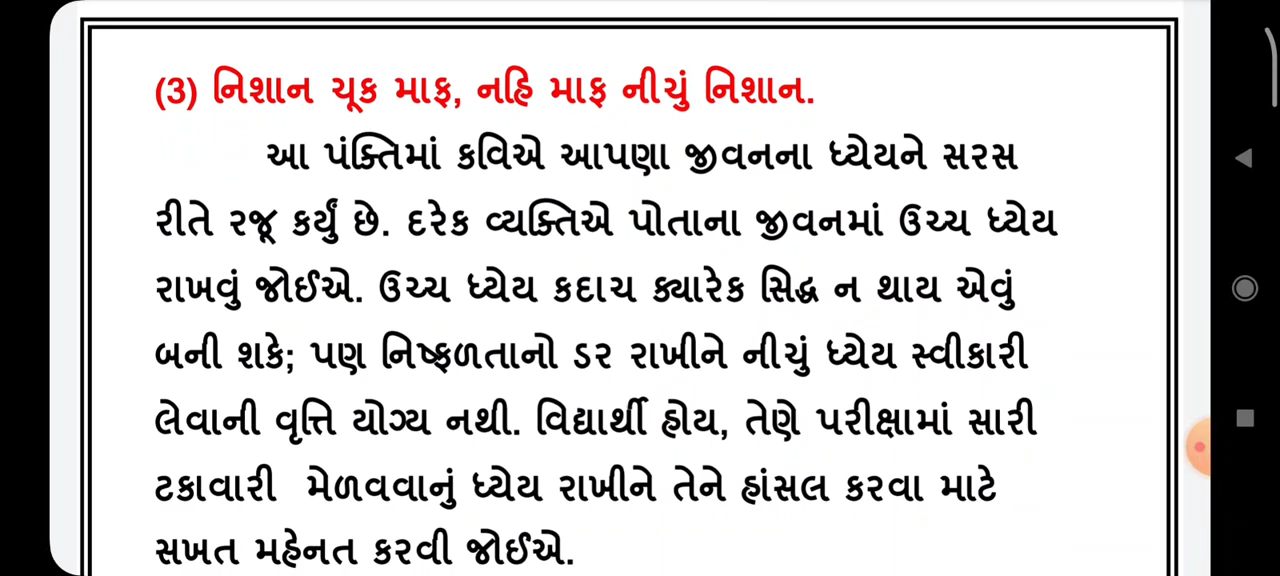 (3) નિશાન ચૂક માફ, નહિ માફ નીચું નિશાન.
આ પંક્તિમાં કવિએ આપણા જીવનના ધ્યેયને સરસ
રીતે રજૂ કર્યું છે. દરેક વ્યક્તિએ પોતાના જીવનમાં ઉચ્ચ ધ્યેય
રાખવું જોઈએ. ઉચ્ચ ધ્યેય કદાચ ક્યારેક સિદ્ધ ન થાય એવું
બની શકે; પણ નિષ્ફળતાનો ડર રાખીને નીચું ધ્યેય સ્વીકારી
લેવાની વૃત્તિ યોગ્ય નથી. વિદ્યાર્થી હોય, તેણે પરીક્ષામાં સારી
ટકાવારી મેળવવાનું ધ્યેય રાખીને તેને હાંસલ કરવા માટે
સખત મહેનત કરવી જોઈએ.